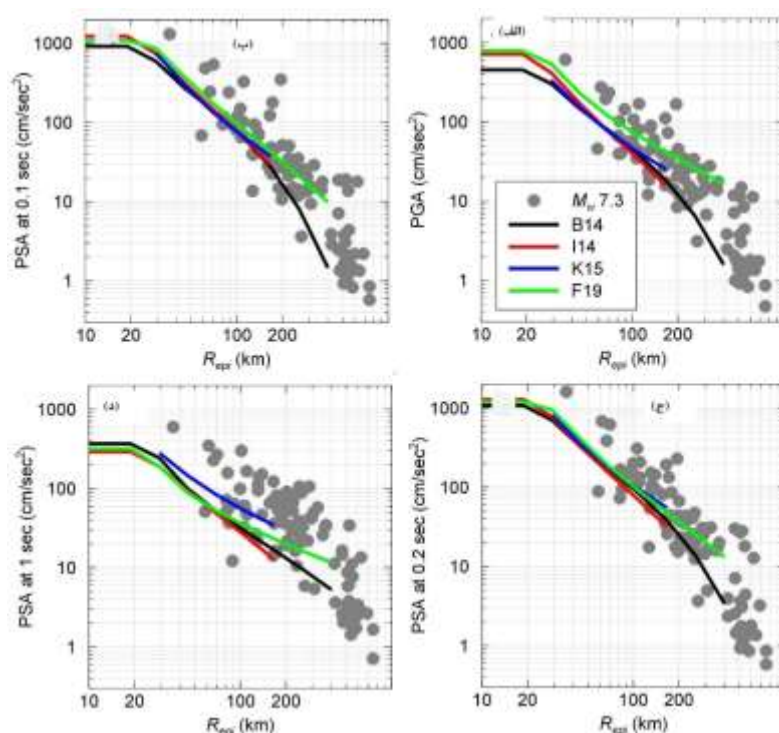 (ب)
1000
100
10
1
PSA at 0.1 sec (cm/sec²)
10 20 100 200
R_epi (km)
(الف)
1000
100
10
1
PGA (cm/sec²)
M_w 7.3
B14
I14
K15
F19
10 20 100 200
R_epi (km)
(د)
1000
100
10
1
PSA at 1 sec (cm/sec²)
10 20 100 200
R_epi (km)
(ج)
1000
100
10
1
PSA at 0.2 sec (cm/sec²)
10 20 100 200
R_epi (km)